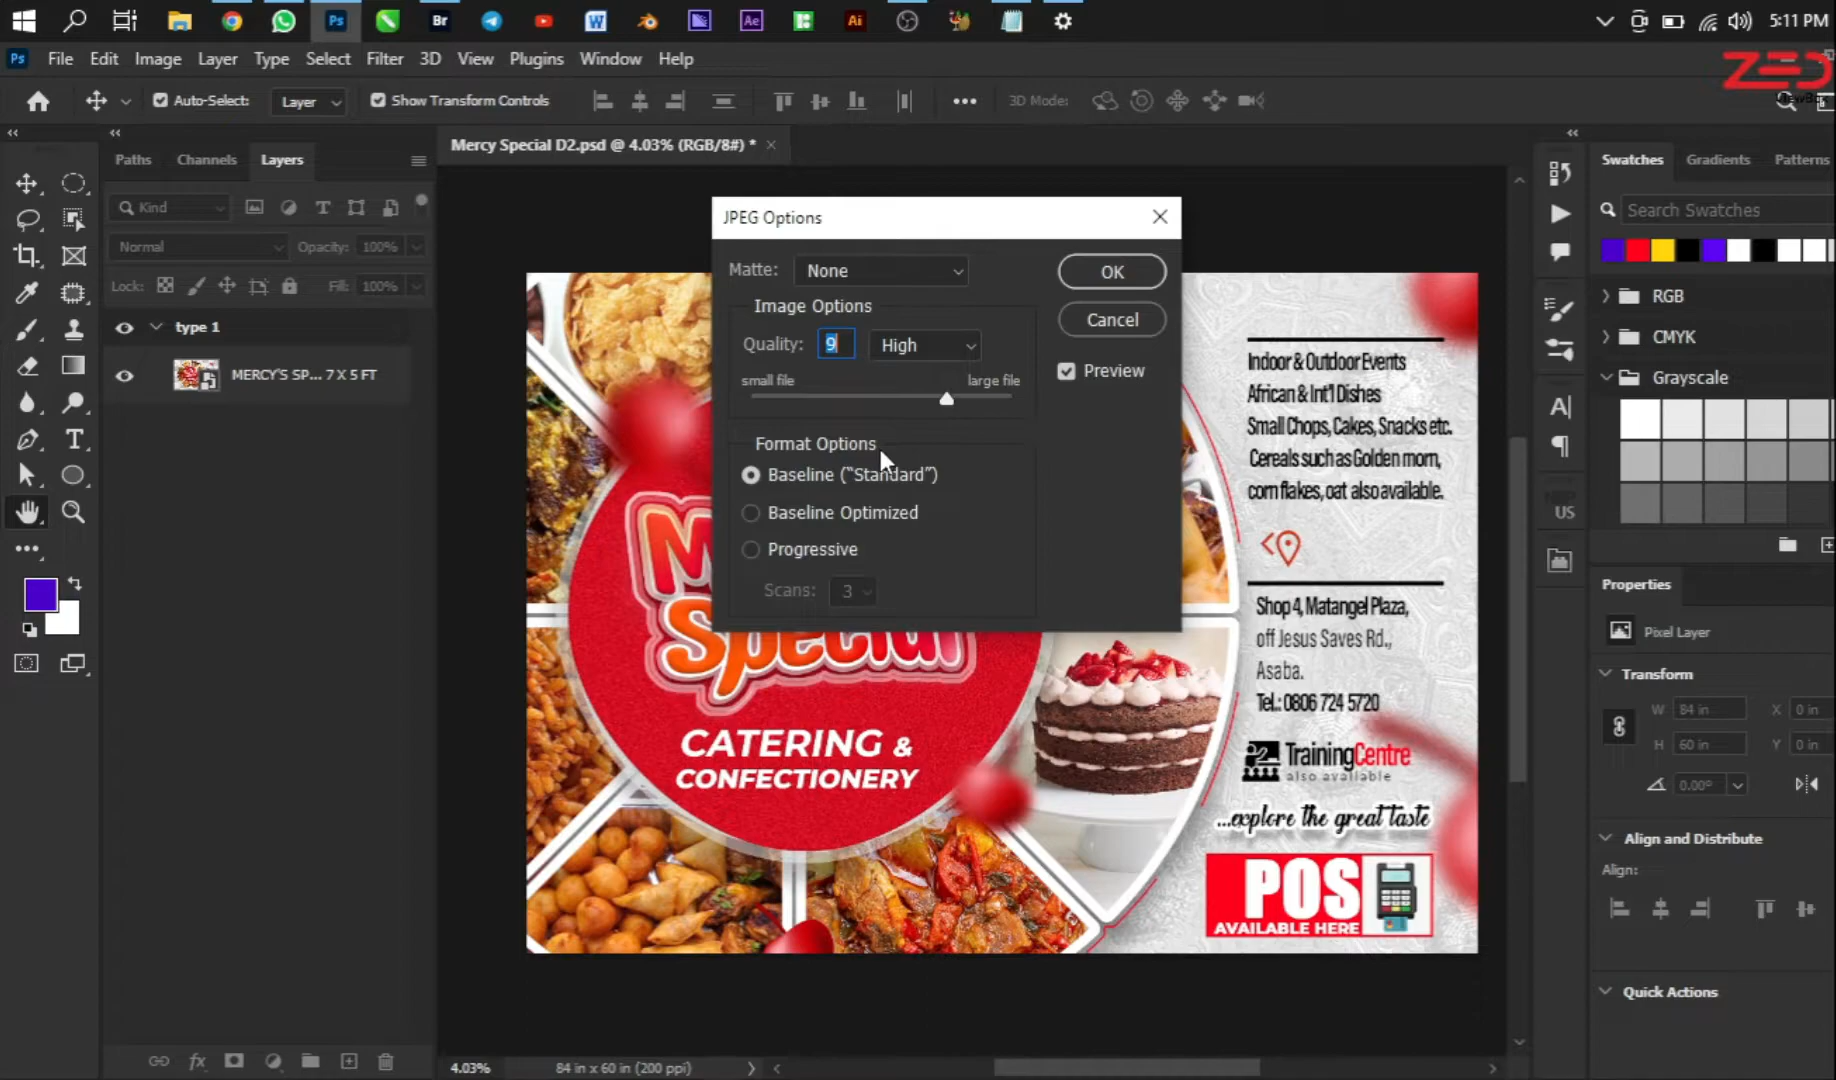 5:11 PM
Ps
Br
W
Ae
Ai
Ps File Edit Image Layer Type Select Filter 3D View Plugins Window Help
ZED
Auto-Select: Layer Show Transform Controls 3D Mode:
Paths Channels Layers
Mercy Special D2.psd @ 4.03% (RGB/8#) * ×
Swatches Gradients Patterns
Kind
Search Swatches
Normal Opacity: 100%
Lock: Fill: 100%
type 1
MERCY'S SP... 7 X 5 FT
JPEG Options
Matte: None
OK
Image Options
Cancel
Quality: 9 High
Preview
small file large file
Format Options
Baseline ("Standard")
Baseline Optimized
Progressive
Scans: 3
Special
CATERING &
CONFECTIONERY
Indoor & Outdoor Events
African & Int'l Dishes
Small Chops, Cakes, Snacks etc.
Cereals such as Golden morn,
corn flakes, oat also available.
Shop 4, Matangel Plaza,
off Jesus Saves Rd.,
Asaba.
Tel.: 0806 724 5720
TrainingCentre
also available
...explore the great taste
POS
AVAILABLE HERE
RGB
CMYK
Grayscale
US
Properties
Pixel Layer
Transform
W 84 in X 0 in
H 60 in Y 0 in
0.00°
Align and Distribute
Align:
Quick Actions
4.03% 84 in x 60 in (200 ppi)